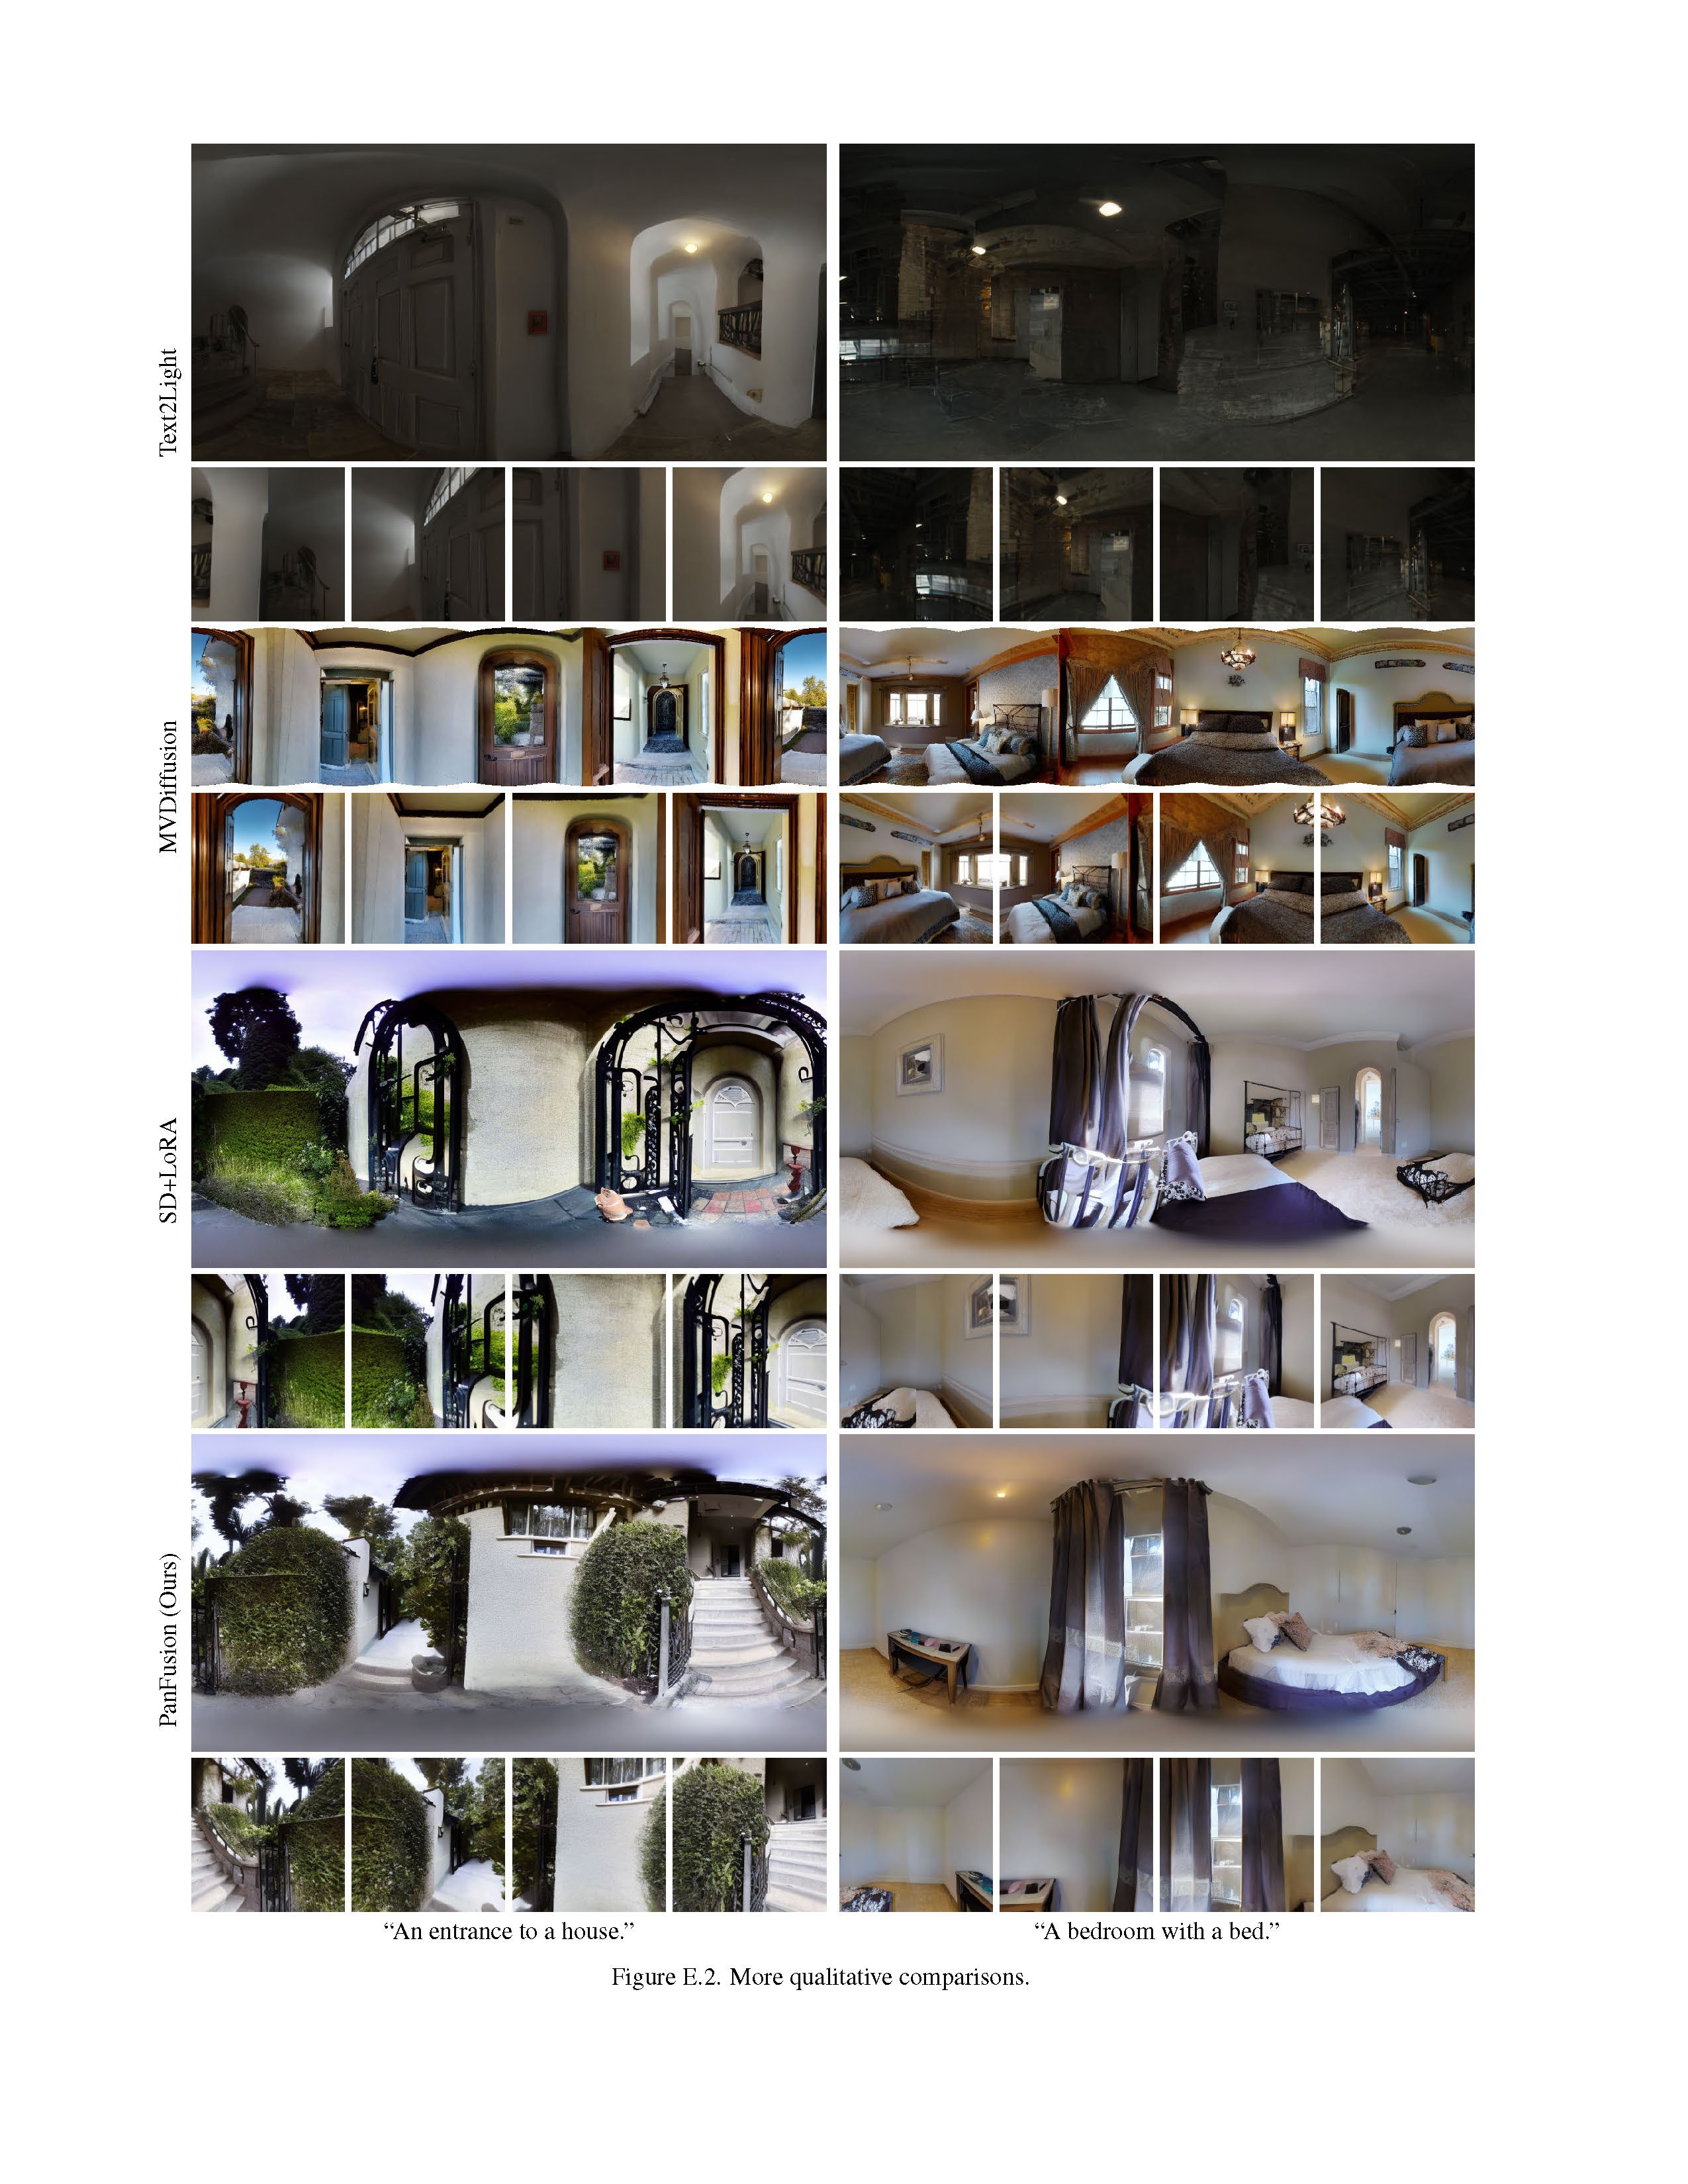 Text2Light
MVDiffusion
SD+LoRA
PanFusion (Ours)
“An entrance to a house.”
“A bedroom with a bed.”
Figure E.2. More qualitative comparisons.